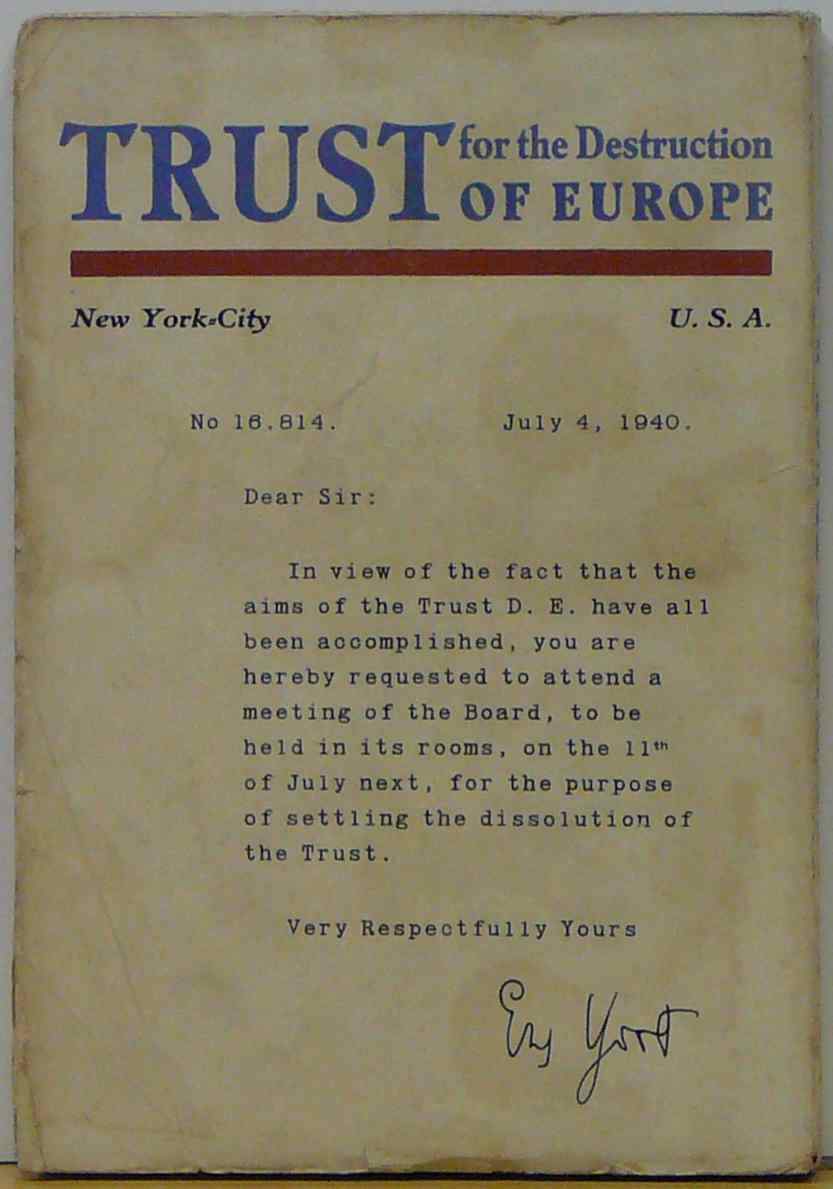 TRUST for the Destruction
OF EUROPE
New York-City U. S. A.
No 16.814. July 4, 1940.
Dear Sir:
In view of the fact that the
aims of the Trust D. E. have all
been accomplished, you are
hereby requested to attend a
meeting of the Board, to be
held in its rooms, on the 11th
of July next, for the purpose
of settling the dissolution of
the Trust.
Very Respectfully Yours